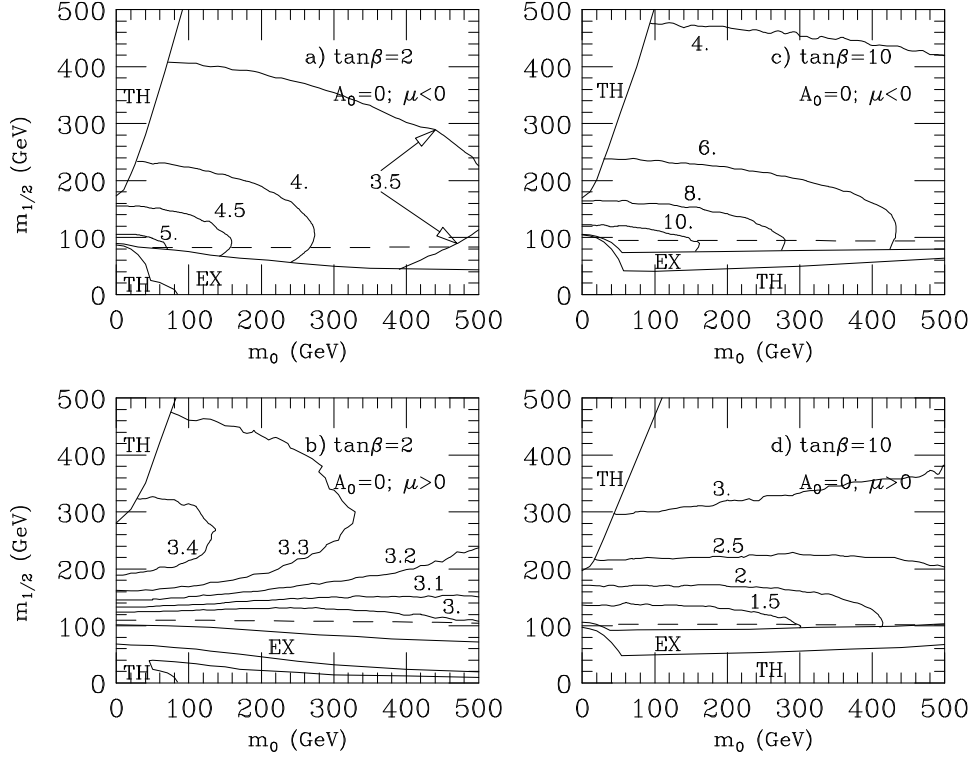 500
400
300
200
100
0
m1/2 (GeV)
a) tanβ=2
A0=0; μ<0
TH
3.5
4.
4.5
5.
EX
TH
0 100 200 300 400 500
m0 (GeV)
500
400
300
200
100
0
c) tanβ=10
A0=0; μ<0
4.
TH
6.
8.
10.
EX
TH
0 100 200 300 400 500
m0 (GeV)
500
400
300
200
100
0
m1/2 (GeV)
b) tanβ=2
A0=0; μ>0
TH
3.4
3.3
3.2
3.1
3.
EX
TH
0 100 200 300 400 500
m0 (GeV)
500
400
300
200
100
0
d) tanβ=10
A0=0; μ>0
TH
3.
2.5
2.
1.5
EX
TH
0 100 200 300 400 500
m0 (GeV)